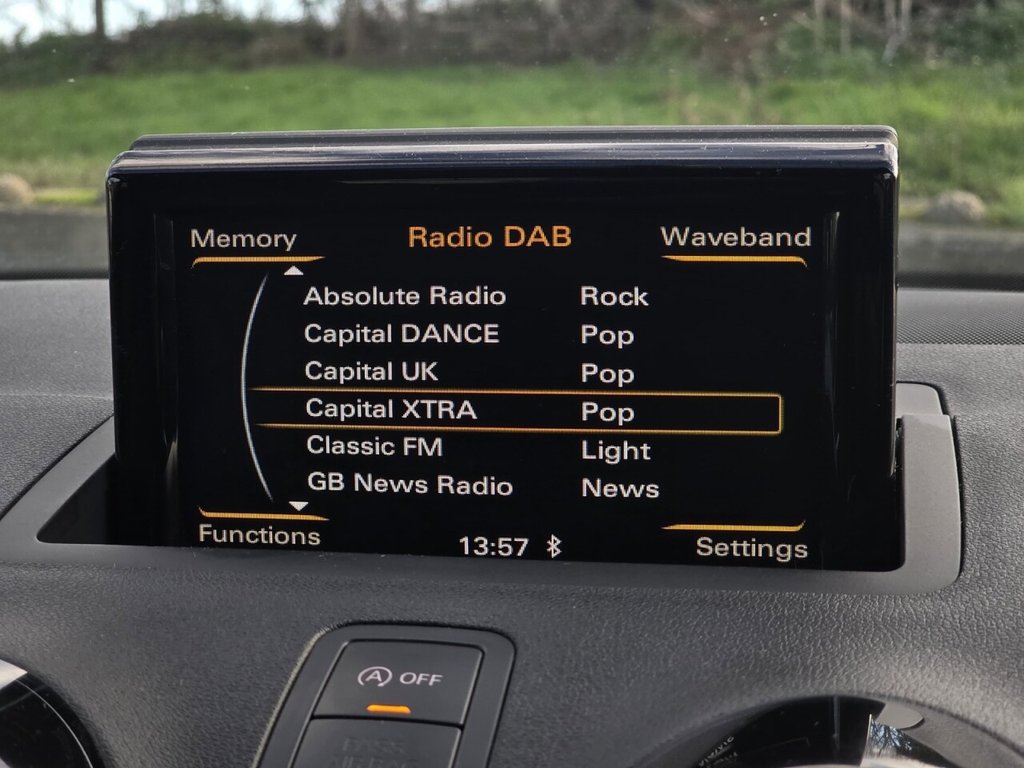 Memory Radio DAB Waveband
Absolute Radio Rock
Capital DANCE Pop
Capital UK Pop
Capital XTRA Pop
Classic FM Light
GB News Radio News
Functions 13:57 Settings
OFF